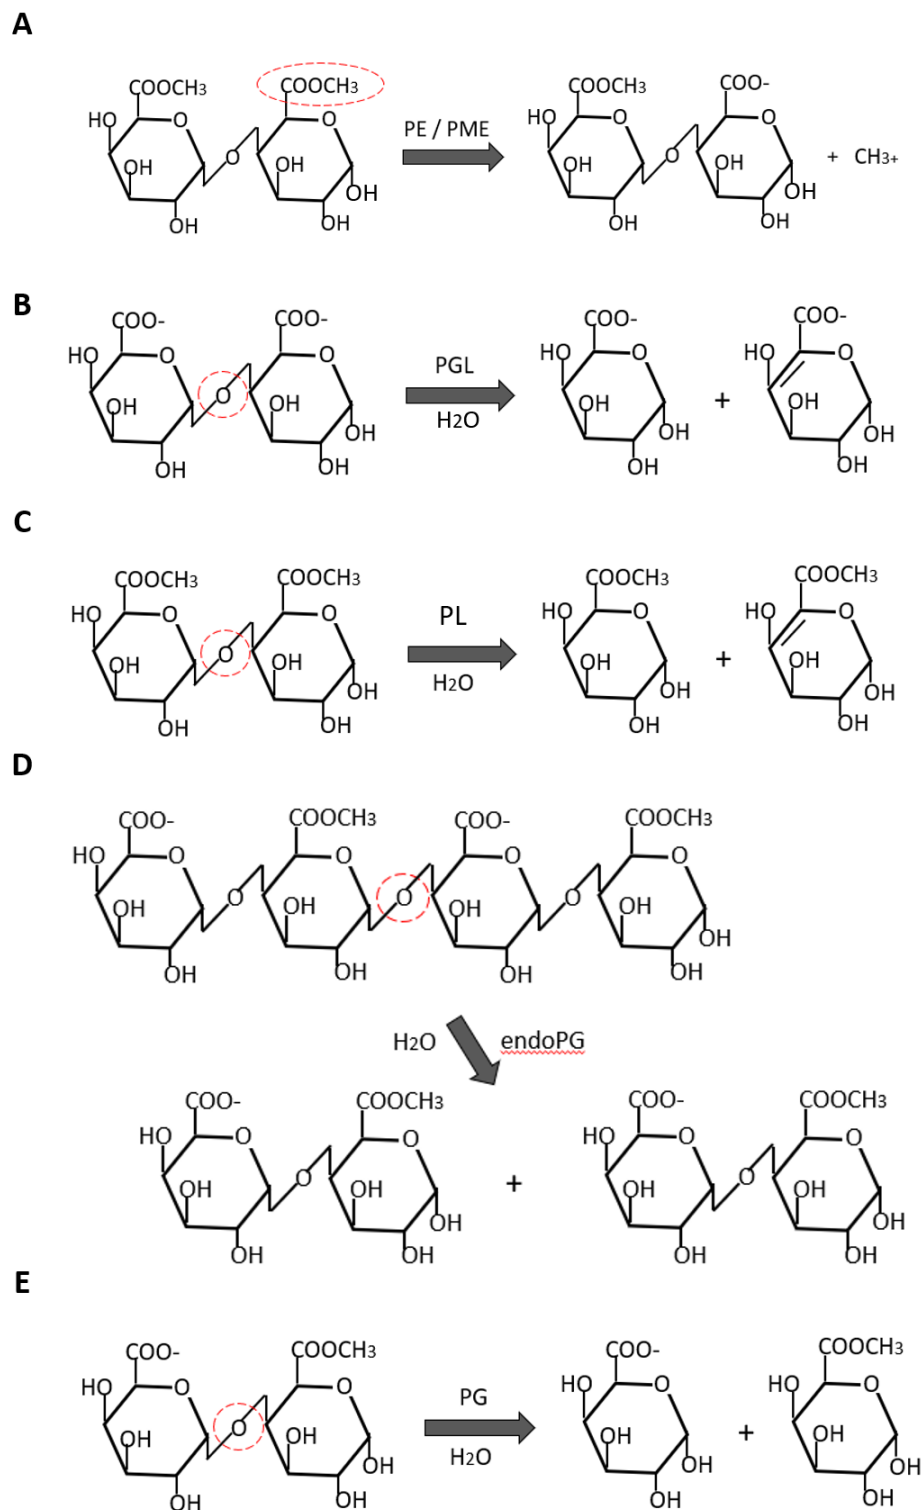 A
COOCH3 COOCH3 COOCH3 COO-
HO O O PE / PME HO O O
OH O OH OH O OH + CH3+
OH OH
OH OH OH OH
B
COO- COO- COO- COO-
HO O O PGL HO O HO O
OH O OH H2O OH + OH
OH OH OH
OH OH OH OH
C
COOCH3 COOCH3 COOCH3 COOCH3
HO O O PL HO O HO O
OH O OH H2O OH + OH
OH OH OH
OH OH OH OH
D
COO- COOCH3 COO- COOCH3
HO O O O O
OH O OH O OH O OH
OH
OH OH OH OH
H2O endoPG
COO- COOCH3 COO- COOCH3
HO O O HO O O
OH O OH + OH O OH
OH OH
OH OH OH OH
E
COO- COOCH3 COO- COOCH3
HO O O PG HO O HO O
OH O OH H2O OH + OH
OH OH OH
OH OH OH OH